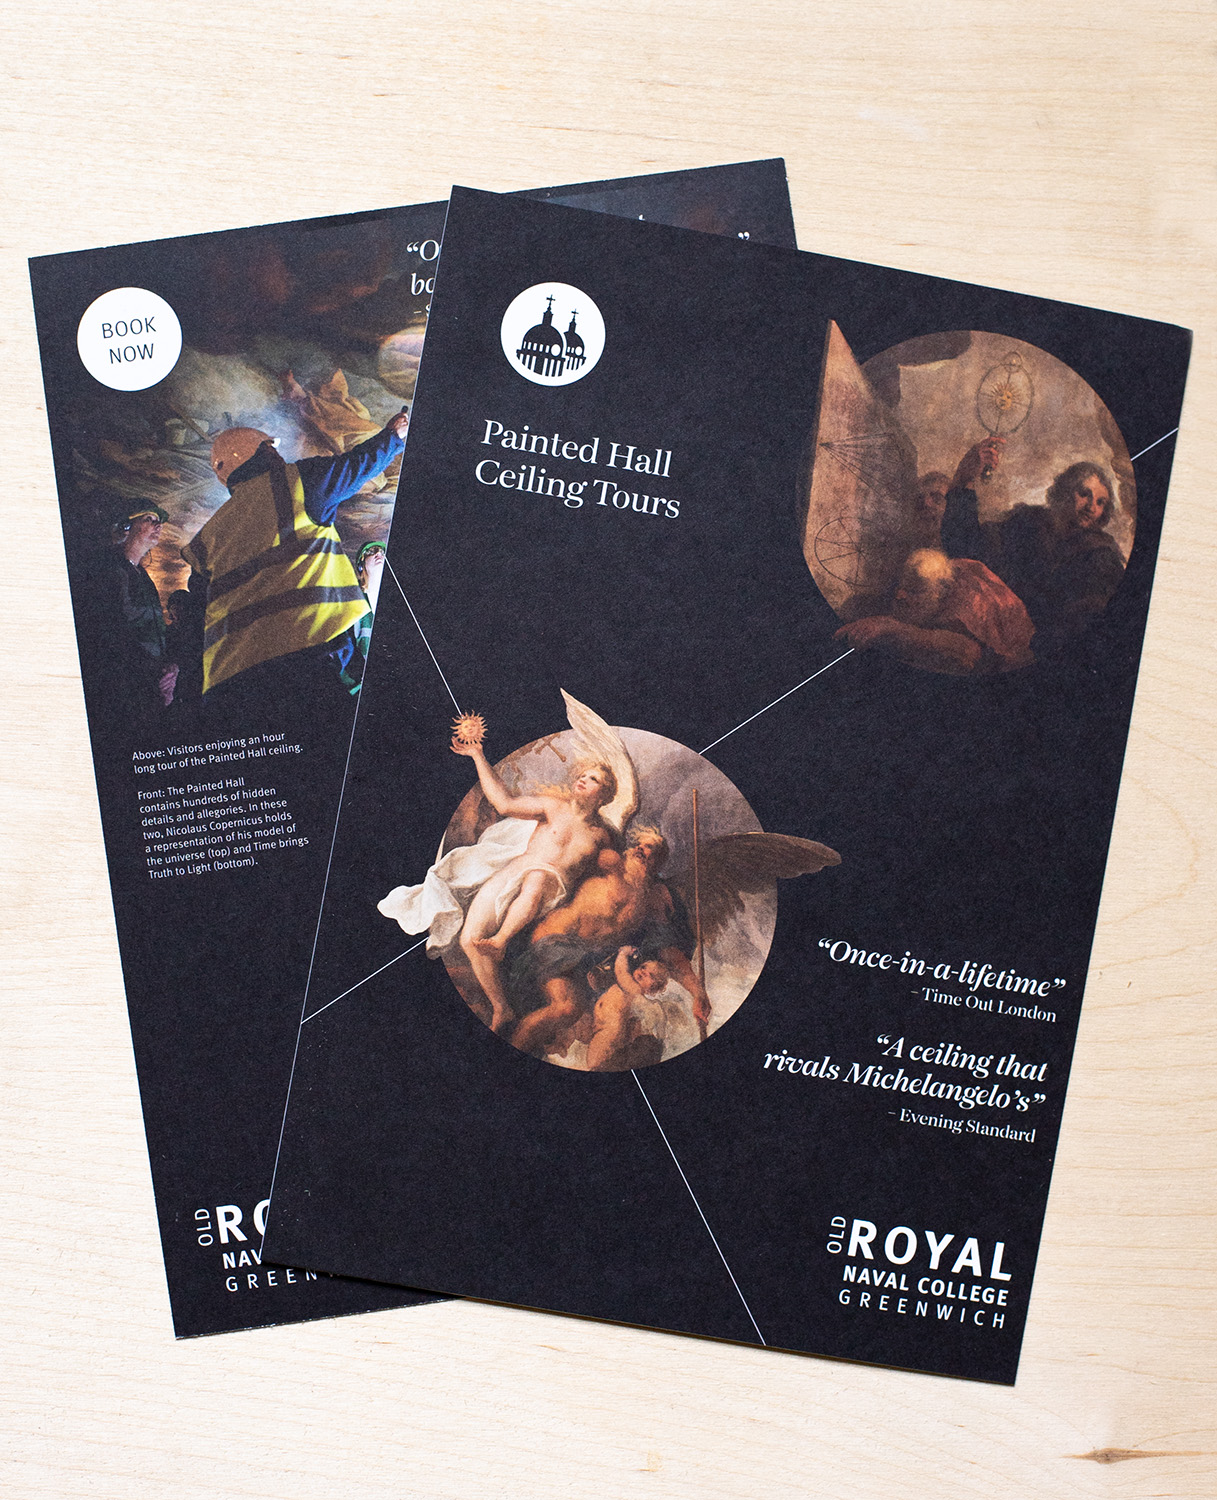 BOOK
NOW
Above: Visitors enjoying an hour
long tour of the Painted Hall ceiling.
Front: The Painted Hall
contains hundreds of hidden
details and allegories. In these
two, Nicolaus Copernicus holds
a representation of his model of
the universe (top) and Time brings
Truth to Light (bottom).
Painted Hall
Ceiling Tours
“Once-in-a-lifetime”
– Time Out London
“A ceiling that
rivals Michelangelo’s”
– Evening Standard
OLD
ROYAL
NAVAL COLLEGE
GREENWICH